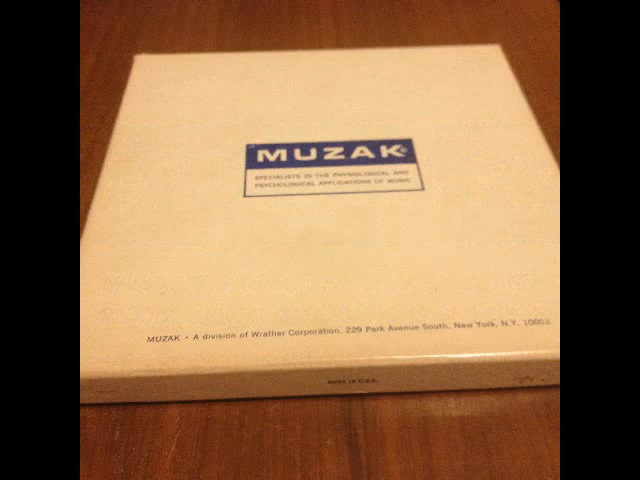 MUZAK®
SPECIALISTS IN THE PHYSIOLOGICAL AND
PSYCHOLOGICAL APPLICATIONS OF MUSIC
MUZAK • A division of Wrather Corporation, 229 Park Avenue South, New York, N.Y. 10003
MADE IN U.S.A.